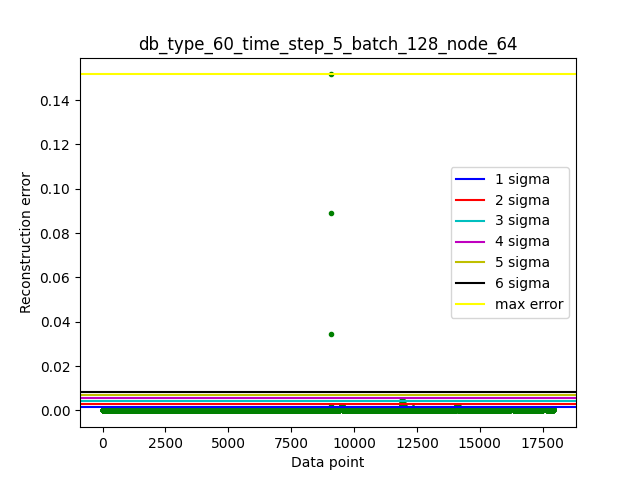 db_type_60_time_step_5_batch_128_node_64
Reconstruction error
0.14
0.12
0.10
0.08
0.06
0.04
0.02
0.00
1 sigma
2 sigma
3 sigma
4 sigma
5 sigma
6 sigma
max error
0 2500 5000 7500 10000 12500 15000 17500
Data point